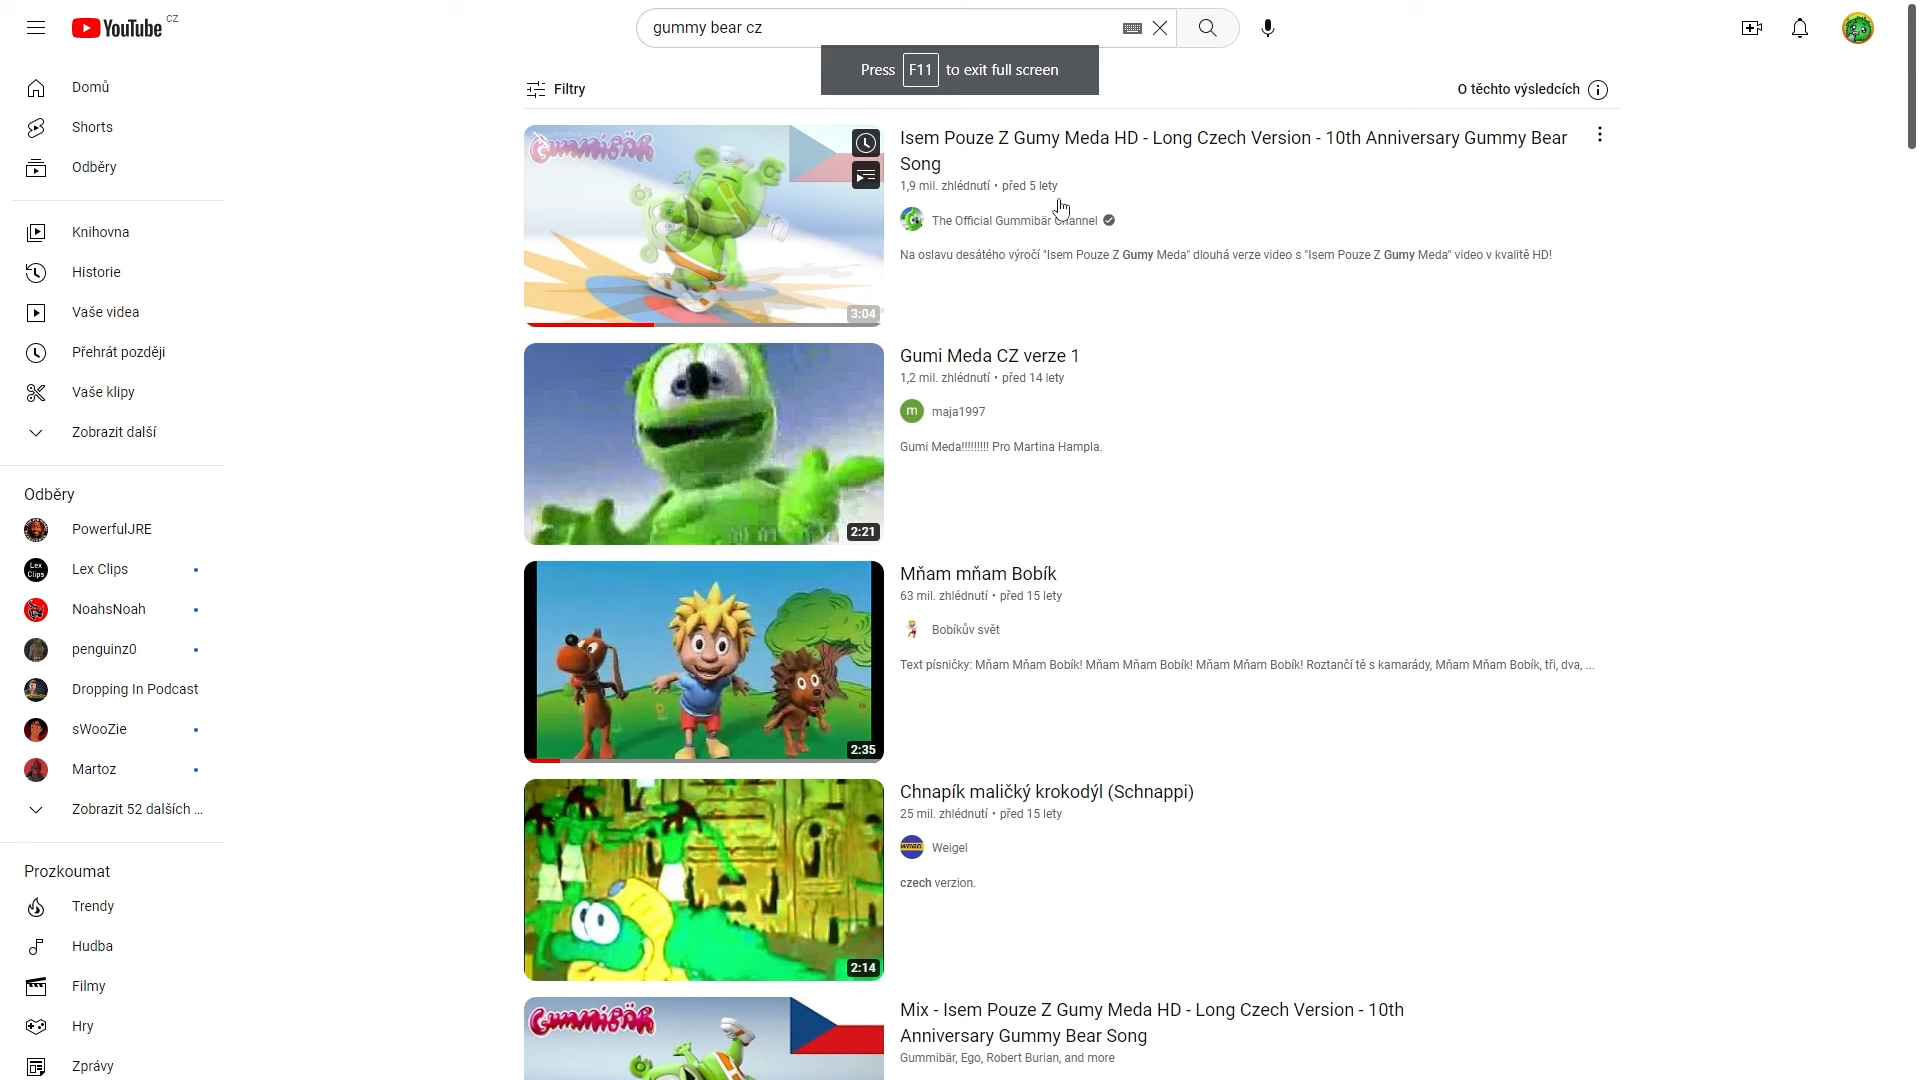 YouTube CZ
gummy bear cz
Press F11 to exit full screen
Domů
Shorts
Odběry
Knihovna
Historie
Vaše videa
Přehrát později
Vaše klipy
Zobrazit další
Odběry
PowerfulJRE
Lex Clips
Lex Clips
NoahsNoah
penguinz0
Dropping In Podcast
sWooZie
Martoz
Zobrazit 52 dalších ...
Prozkoumat
Trendy
Hudba
Filmy
Hry
Zprávy
Filtry
O těchto výsledcích
GUMMIBÄR
3:04
Isem Pouze Z Gumy Meda HD - Long Czech Version - 10th Anniversary Gummy Bear
Song
1,9 mil. zhlédnutí • před 5 lety
The Official Gummibär Channel
Na oslavu desátého výročí "Isem Pouze Z Gumy Meda" dlouhá verze video s "Isem Pouze Z Gumy Meda" video v kvalitě HD!
2:21
Gumi Meda CZ verze 1
1,2 mil. zhlédnutí • před 14 lety
m maja1997
Gumi Meda!!!!!!!!! Pro Martina Hampla.
2:35
Mňam mňam Bobík
63 mil. zhlédnutí • před 15 lety
Bobíkův svět
Text písničky: Mňam Mňam Bobík! Mňam Mňam Bobík! Mňam Mňam Bobík! Roztančí tě s kamarády, Mňam Mňam Bobík, tři, dva, ...
2:14
Chnapík maličký krokodýl (Schnappi)
25 mil. zhlédnutí • před 15 lety
WEIGEL Weigel
czech verzion.
GUMMIBÄR
Mix - Isem Pouze Z Gumy Meda HD - Long Czech Version - 10th
Anniversary Gummy Bear Song
Gummibär, Ego, Robert Burian, and more